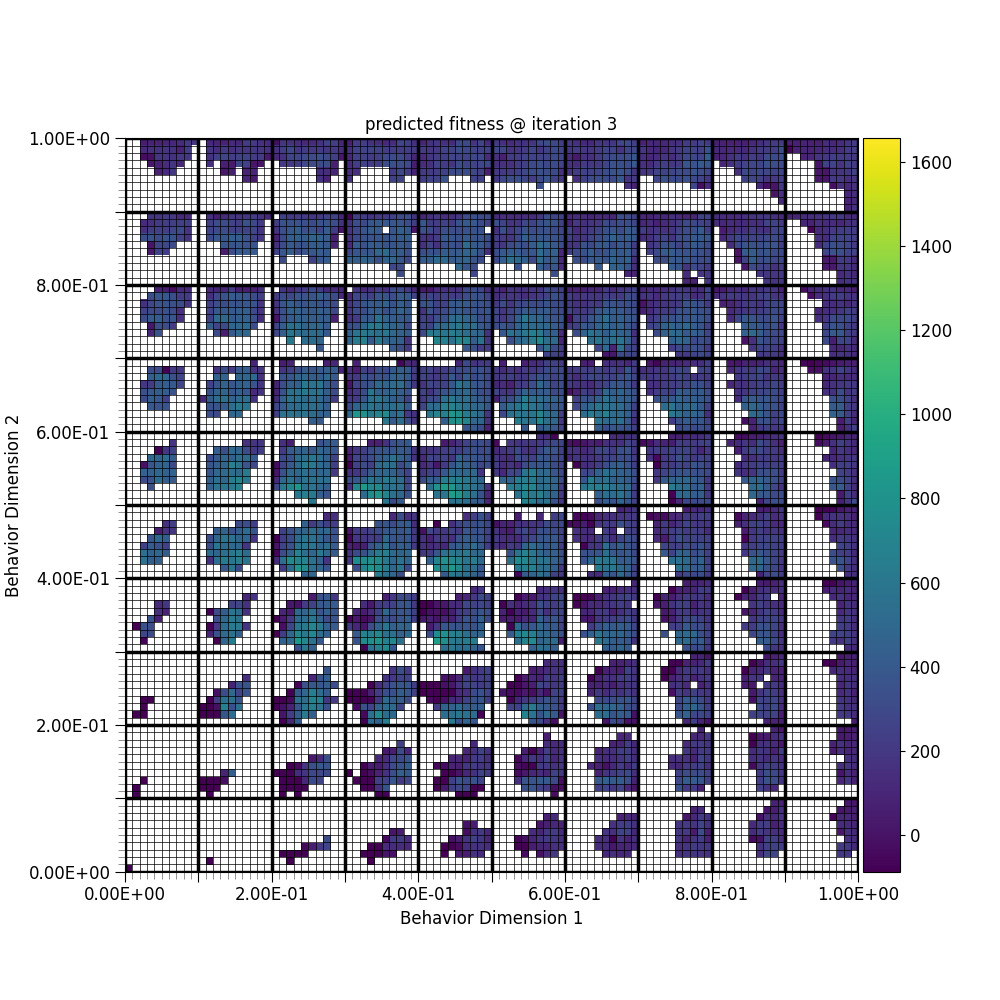 predicted fitness @ iteration 3
1.00E+00
8.00E-01
6.00E-01
4.00E-01
2.00E-01
0.00E+00
Behavior Dimension 2
0.00E+00 2.00E-01 4.00E-01 6.00E-01 8.00E-01 1.00E+00
Behavior Dimension 1
1600
1400
1200
1000
800
600
400
200
0